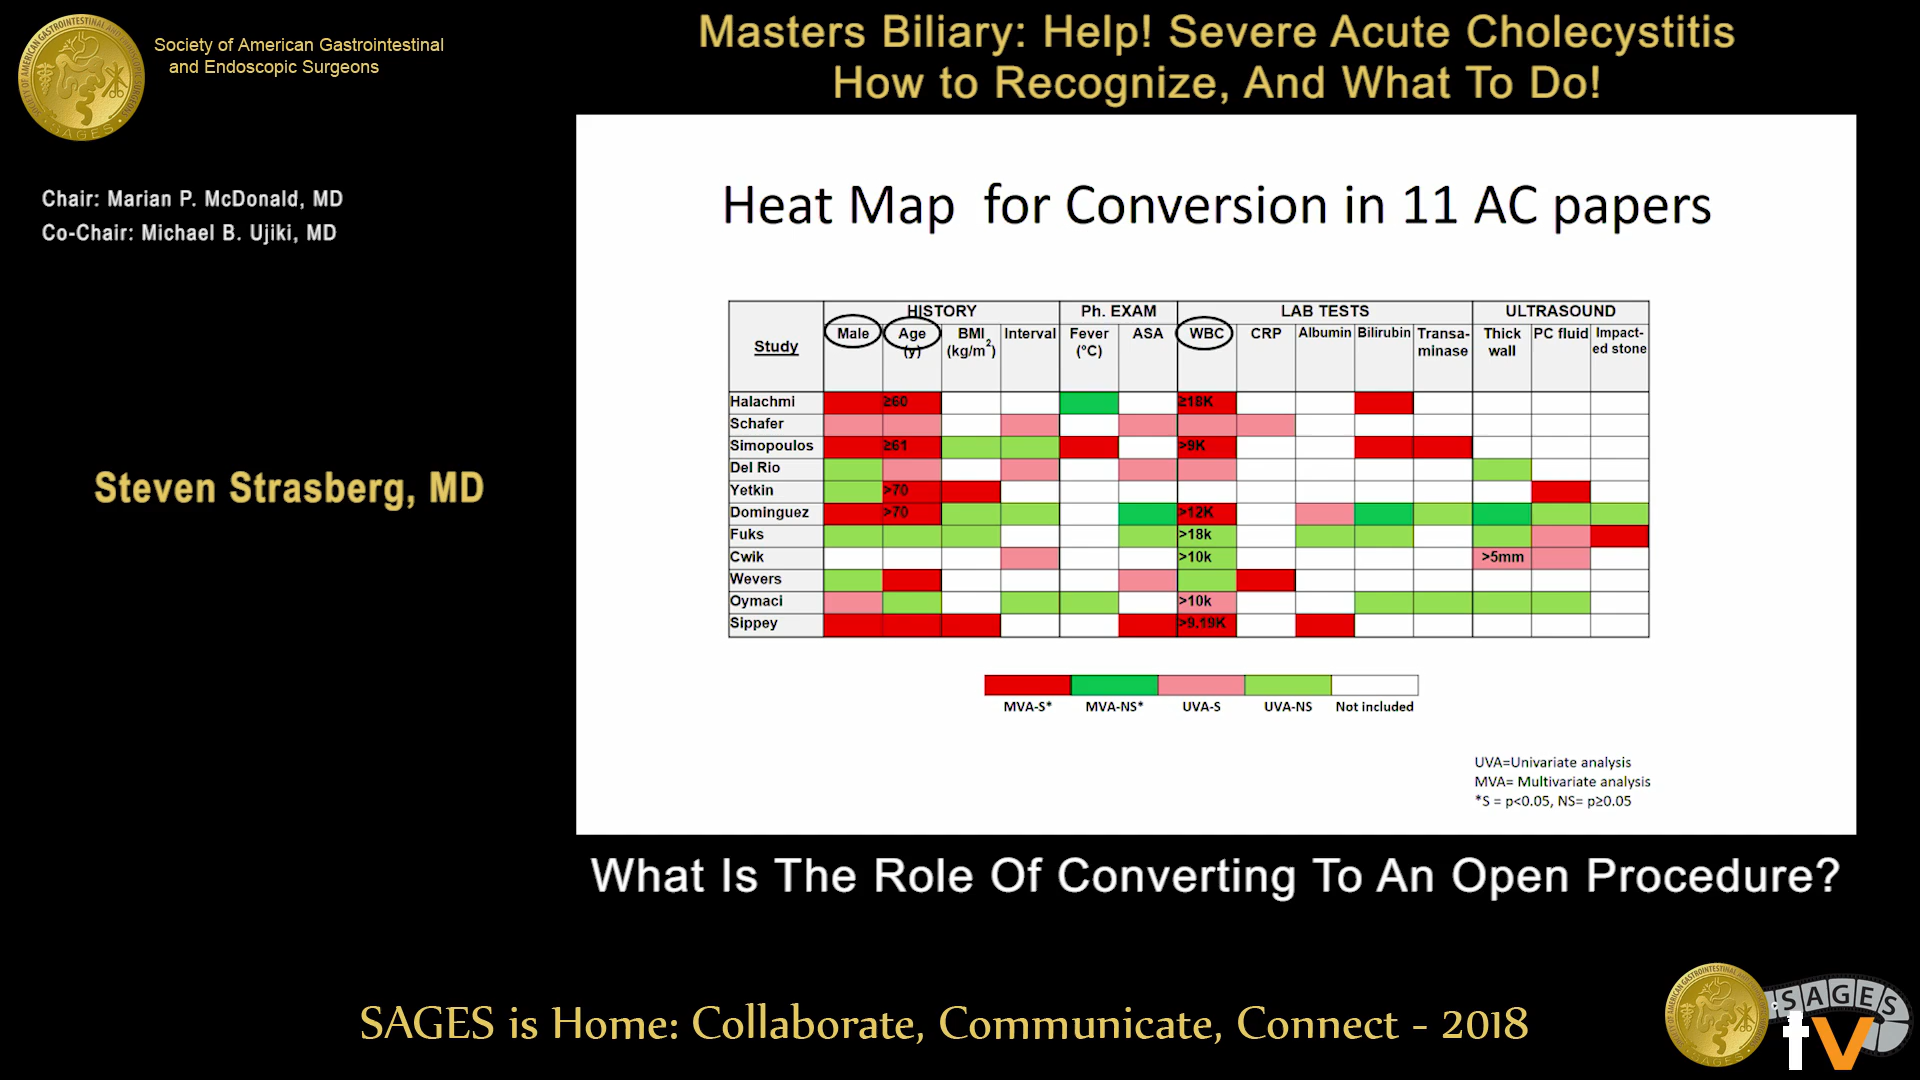 Society of American Gastrointestinal
and Endoscopic Surgeons
Masters Biliary: Help! Severe Acute Cholecystitis
How to Recognize, And What To Do!
Chair: Marian P. McDonald, MD
Co-Chair: Michael B. Ujiki, MD
Steven Strasberg, MD
Heat Map for Conversion in 11 AC papers
HISTORY Ph. EXAM LAB TESTS ULTRASOUND
Study Male Age (y) BMI (kg/m2) Interval Fever (°C) ASA WBC CRP Albumin Bilirubin Transa-minase Thick wall PC fluid Impact-ed stone
Halachmi ≥60 ≥18K
Schafer
Simopoulos ≥61 >9K
Del Rio
Yetkin >70
Dominguez >70 >12K
Fuks >18k
Cwik >10k >5mm
Wevers
Oymaci >10k
Sippey >9.19K
MVA-S* MVA-NS* UVA-S UVA-NS Not included
UVA=Univariate analysis
MVA= Multivariate analysis
*S = p<0.05, NS= p≥0.05
What Is The Role Of Converting To An Open Procedure?
SAGES is Home: Collaborate, Communicate, Connect - 2018
SAGES
tv